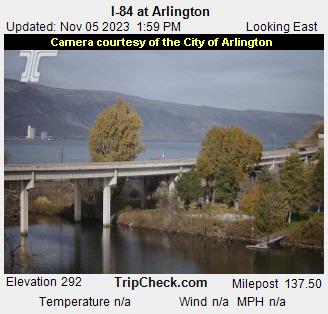 I-84 at Arlington
Updated: Nov 05 2023 1:59 PM Looking East
Camera courtesy of the City of Arlington
Elevation 292 TripCheck.com Milepost 137.50
Temperature n/a Wind n/a MPH n/a